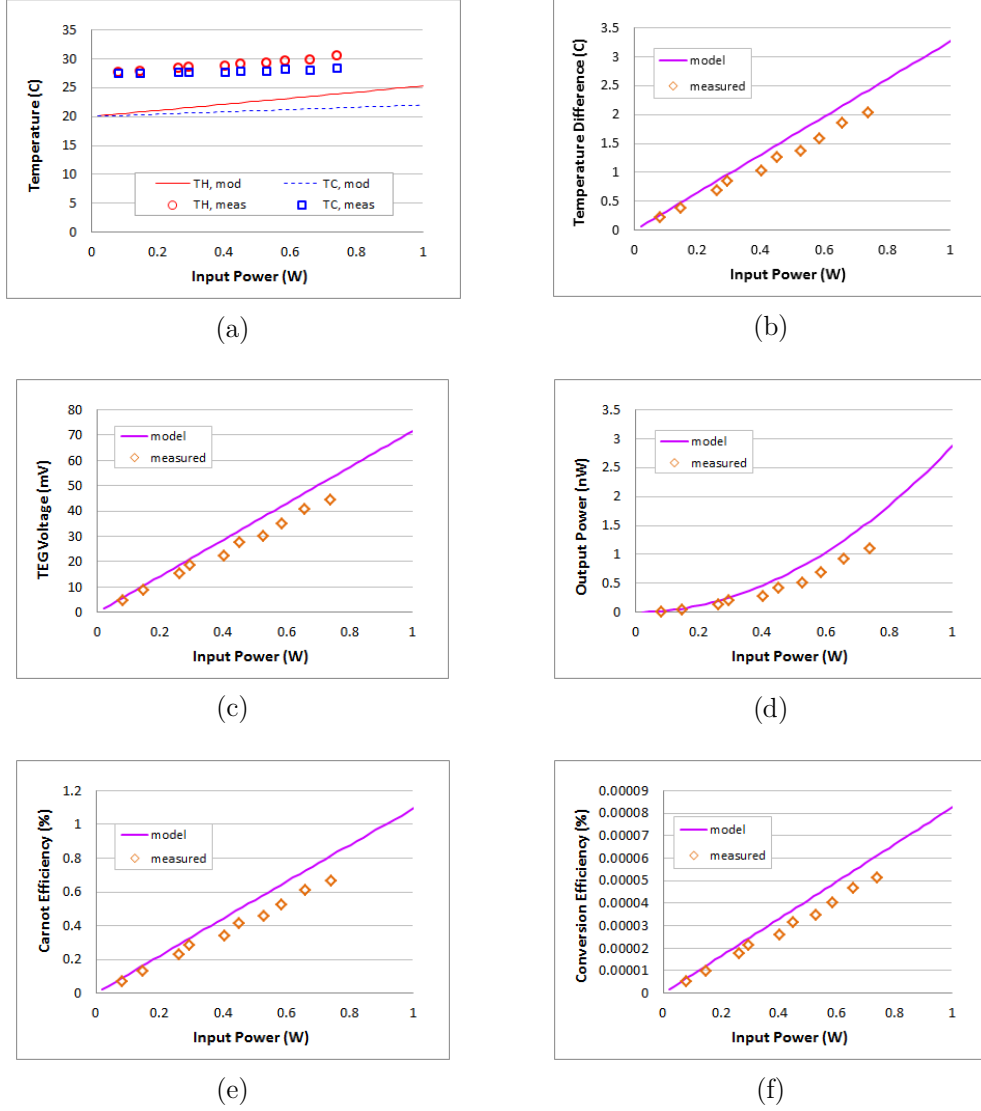 35
30
25
20
15
10
5
0
Temperature (C)
TH, mod
TC, mod
TH, meas
TC, meas
0 0.2 0.4 0.6 0.8 1
Input Power (W)
(a)
3.5
3
2.5
2
1.5
1
0.5
0
Temperature Difference (C)
model
measured
0 0.2 0.4 0.6 0.8 1
Input Power (W)
(b)
80
70
60
50
40
30
20
10
0
TEG Voltage (mV)
model
measured
0 0.2 0.4 0.6 0.8 1
Input Power (W)
(c)
3.5
3
2.5
2
1.5
1
0.5
0
Output Power (nW)
model
measured
0 0.2 0.4 0.6 0.8 1
Input Power (W)
(d)
1.2
1
0.8
0.6
0.4
0.2
0
Carnot Efficiency (%)
model
measured
0 0.2 0.4 0.6 0.8 1
Input Power (W)
(e)
0.00009
0.00008
0.00007
0.00006
0.00005
0.00004
0.00003
0.00002
0.00001
0
Conversion Efficiency (%)
model
measured
0 0.2 0.4 0.6 0.8 1
Input Power (W)
(f)